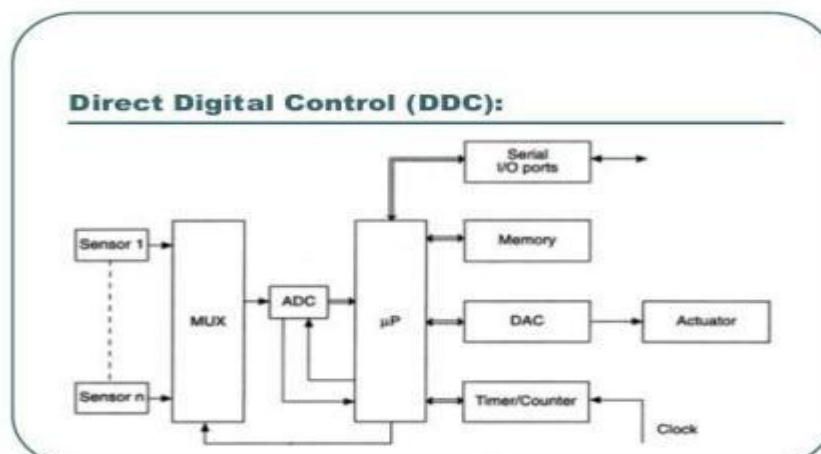 Direct Digital Control (DDC):
Serial
I/O ports
Sensor 1
Memory
MUX
ADC
μP
DAC
Actuator
Sensor n
Timer/Counter
Clock